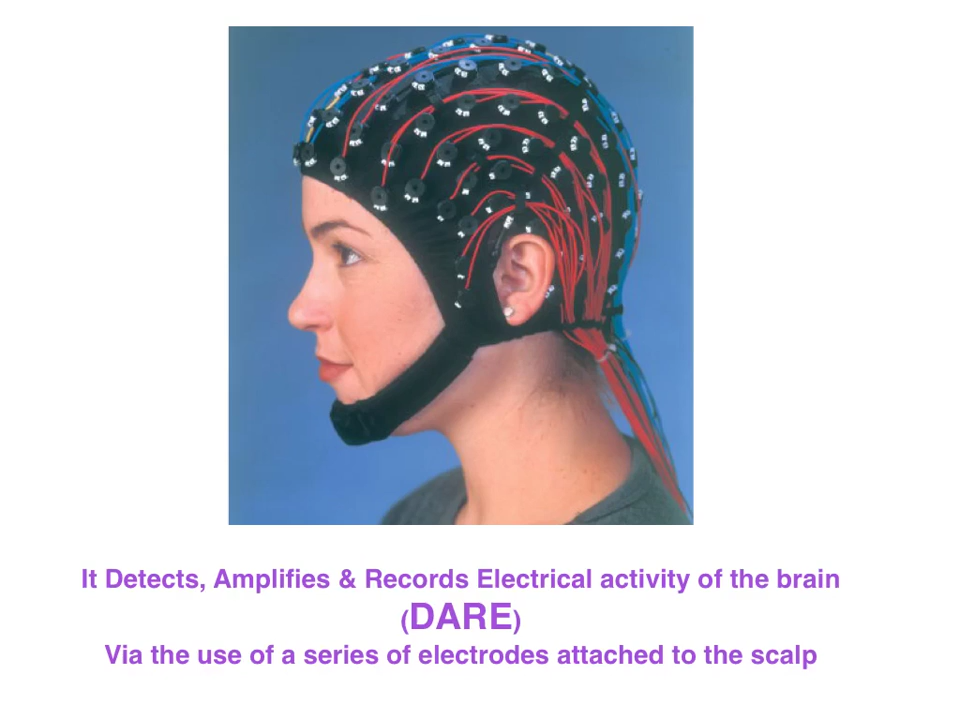 It Detects, Amplifies & Records Electrical activity of the brain
(DARE)
Via the use of a series of electrodes attached to the scalp